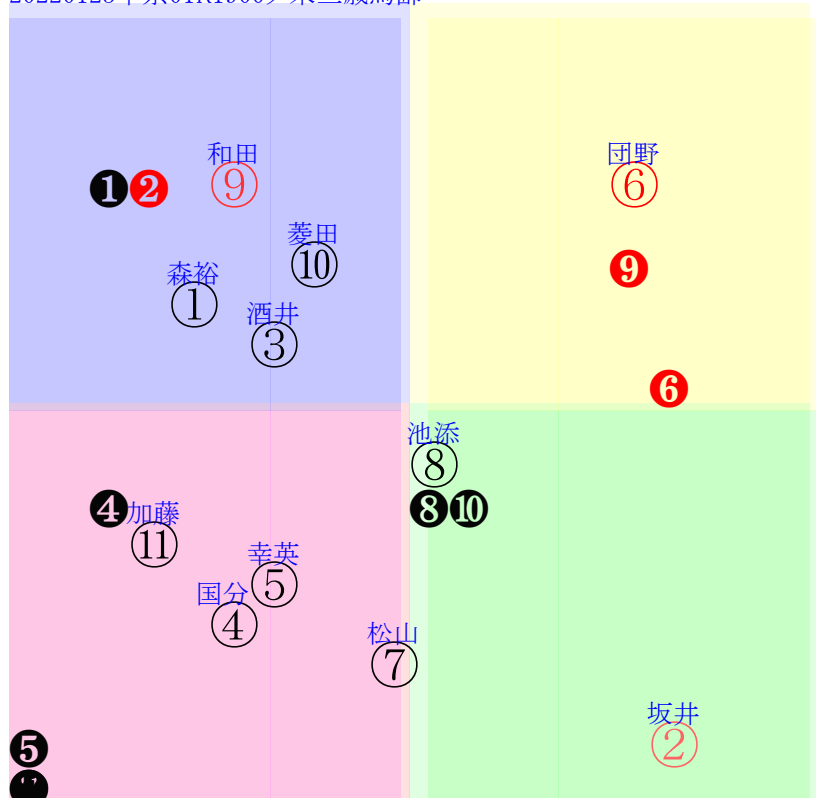 和田
団野
❶❷ ⑨ ⑥
菱田
森裕 ⑩ ❾
① 酒井
③
❻
池添
⑧
❹ 加藤 ❽❿
⑪ 幸英
国分 ⑤
④ 松山
⑦
坂井
❺ ②